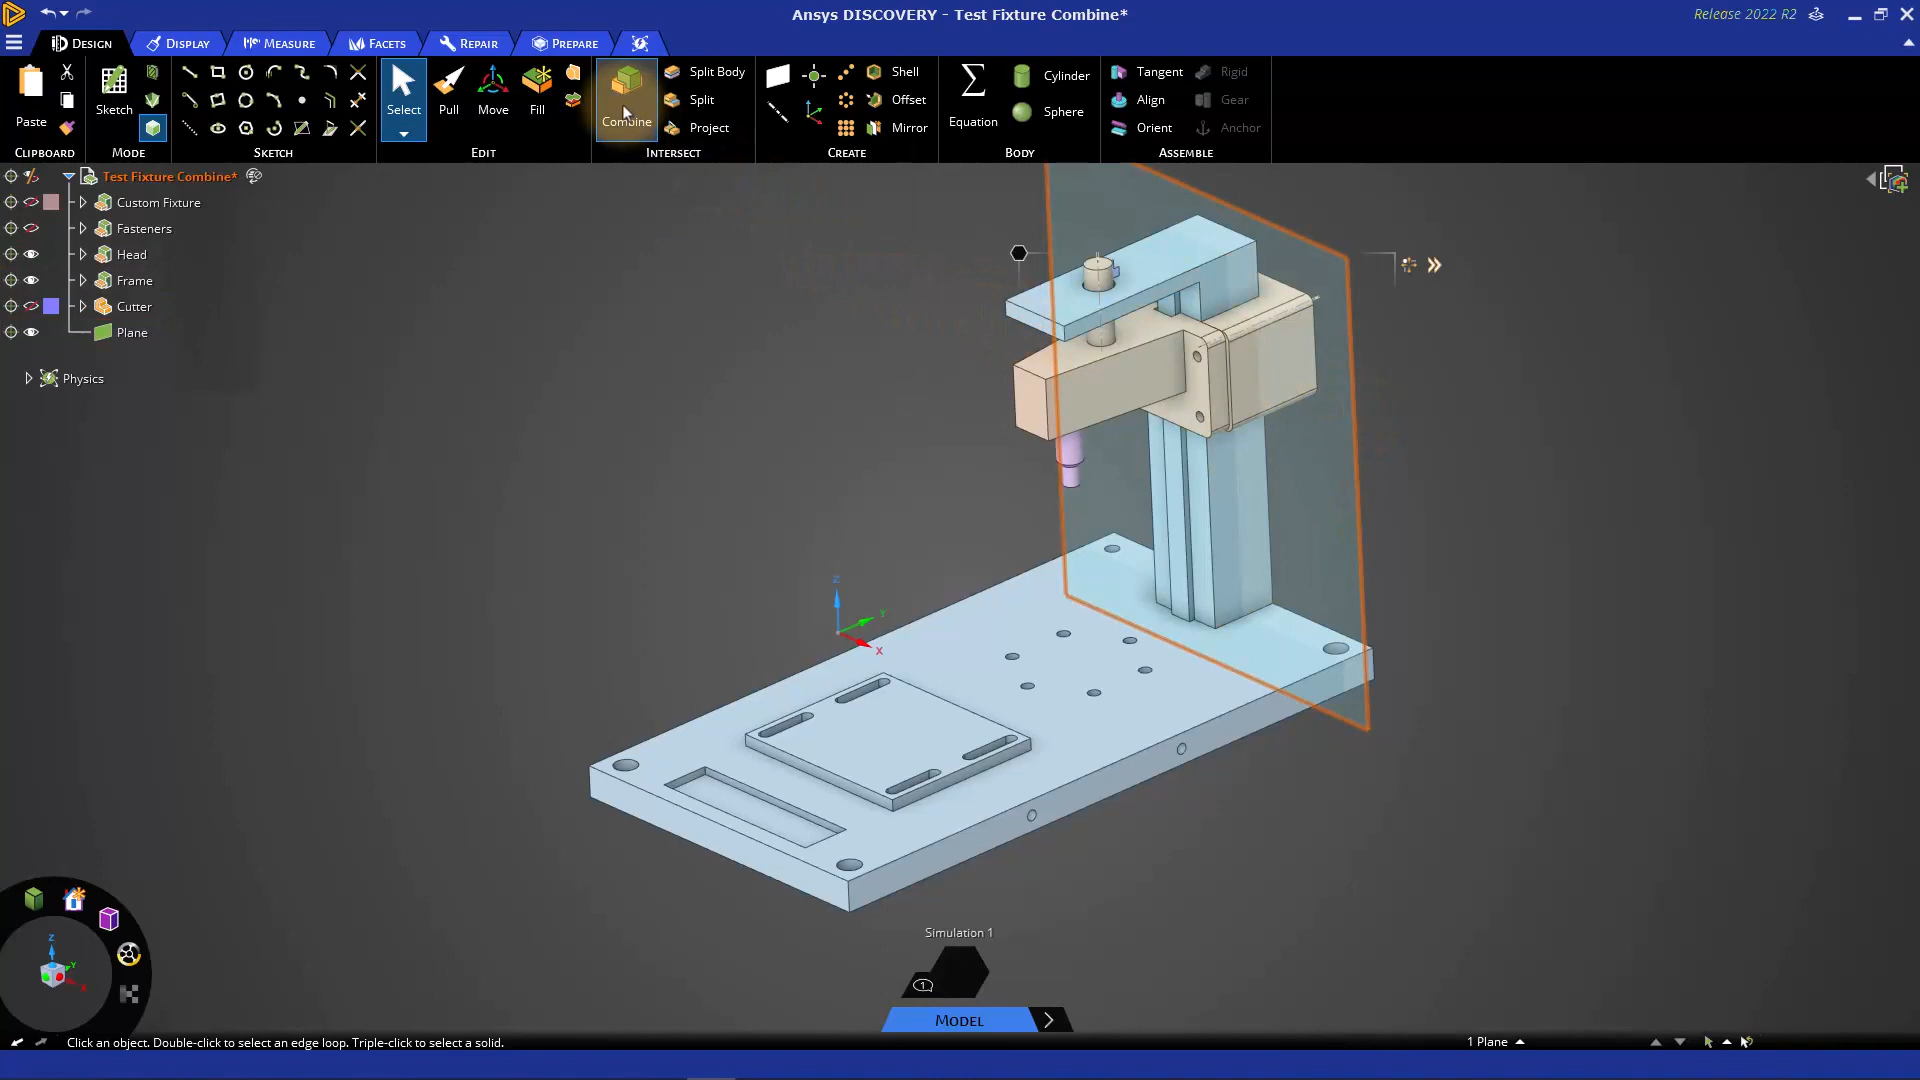 Ansys DISCOVERY - Test Fixture Combine*
Release 2022 R2
DESIGN
DISPLAY
MEASURE
FACETS
REPAIR
PREPARE
Paste
Sketch
Select
Pull
Move
Fill
Combine
Split Body
Split
Project
Shell
Offset
Mirror
Equation
Cylinder
Sphere
Tangent
Align
Orient
Rigid
Gear
Anchor
CLIPBOARD
MODE
SKETCH
EDIT
INTERSECT
CREATE
BODY
ASSEMBLE
Test Fixture Combine*
Custom Fixture
Fasteners
Head
Frame
Cutter
Plane
Physics
Z
Y
X
Z
Y
X
Simulation 1
1
MODEL
Click an object. Double-click to select an edge loop. Triple-click to select a solid.
1 Plane